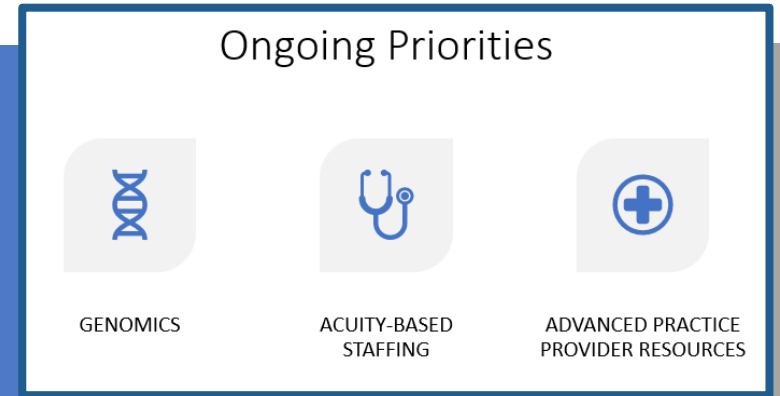 Ongoing Priorities
GENOMICS
ACUITY-BASED
STAFFING
ADVANCED PRACTICE
PROVIDER RESOURCES